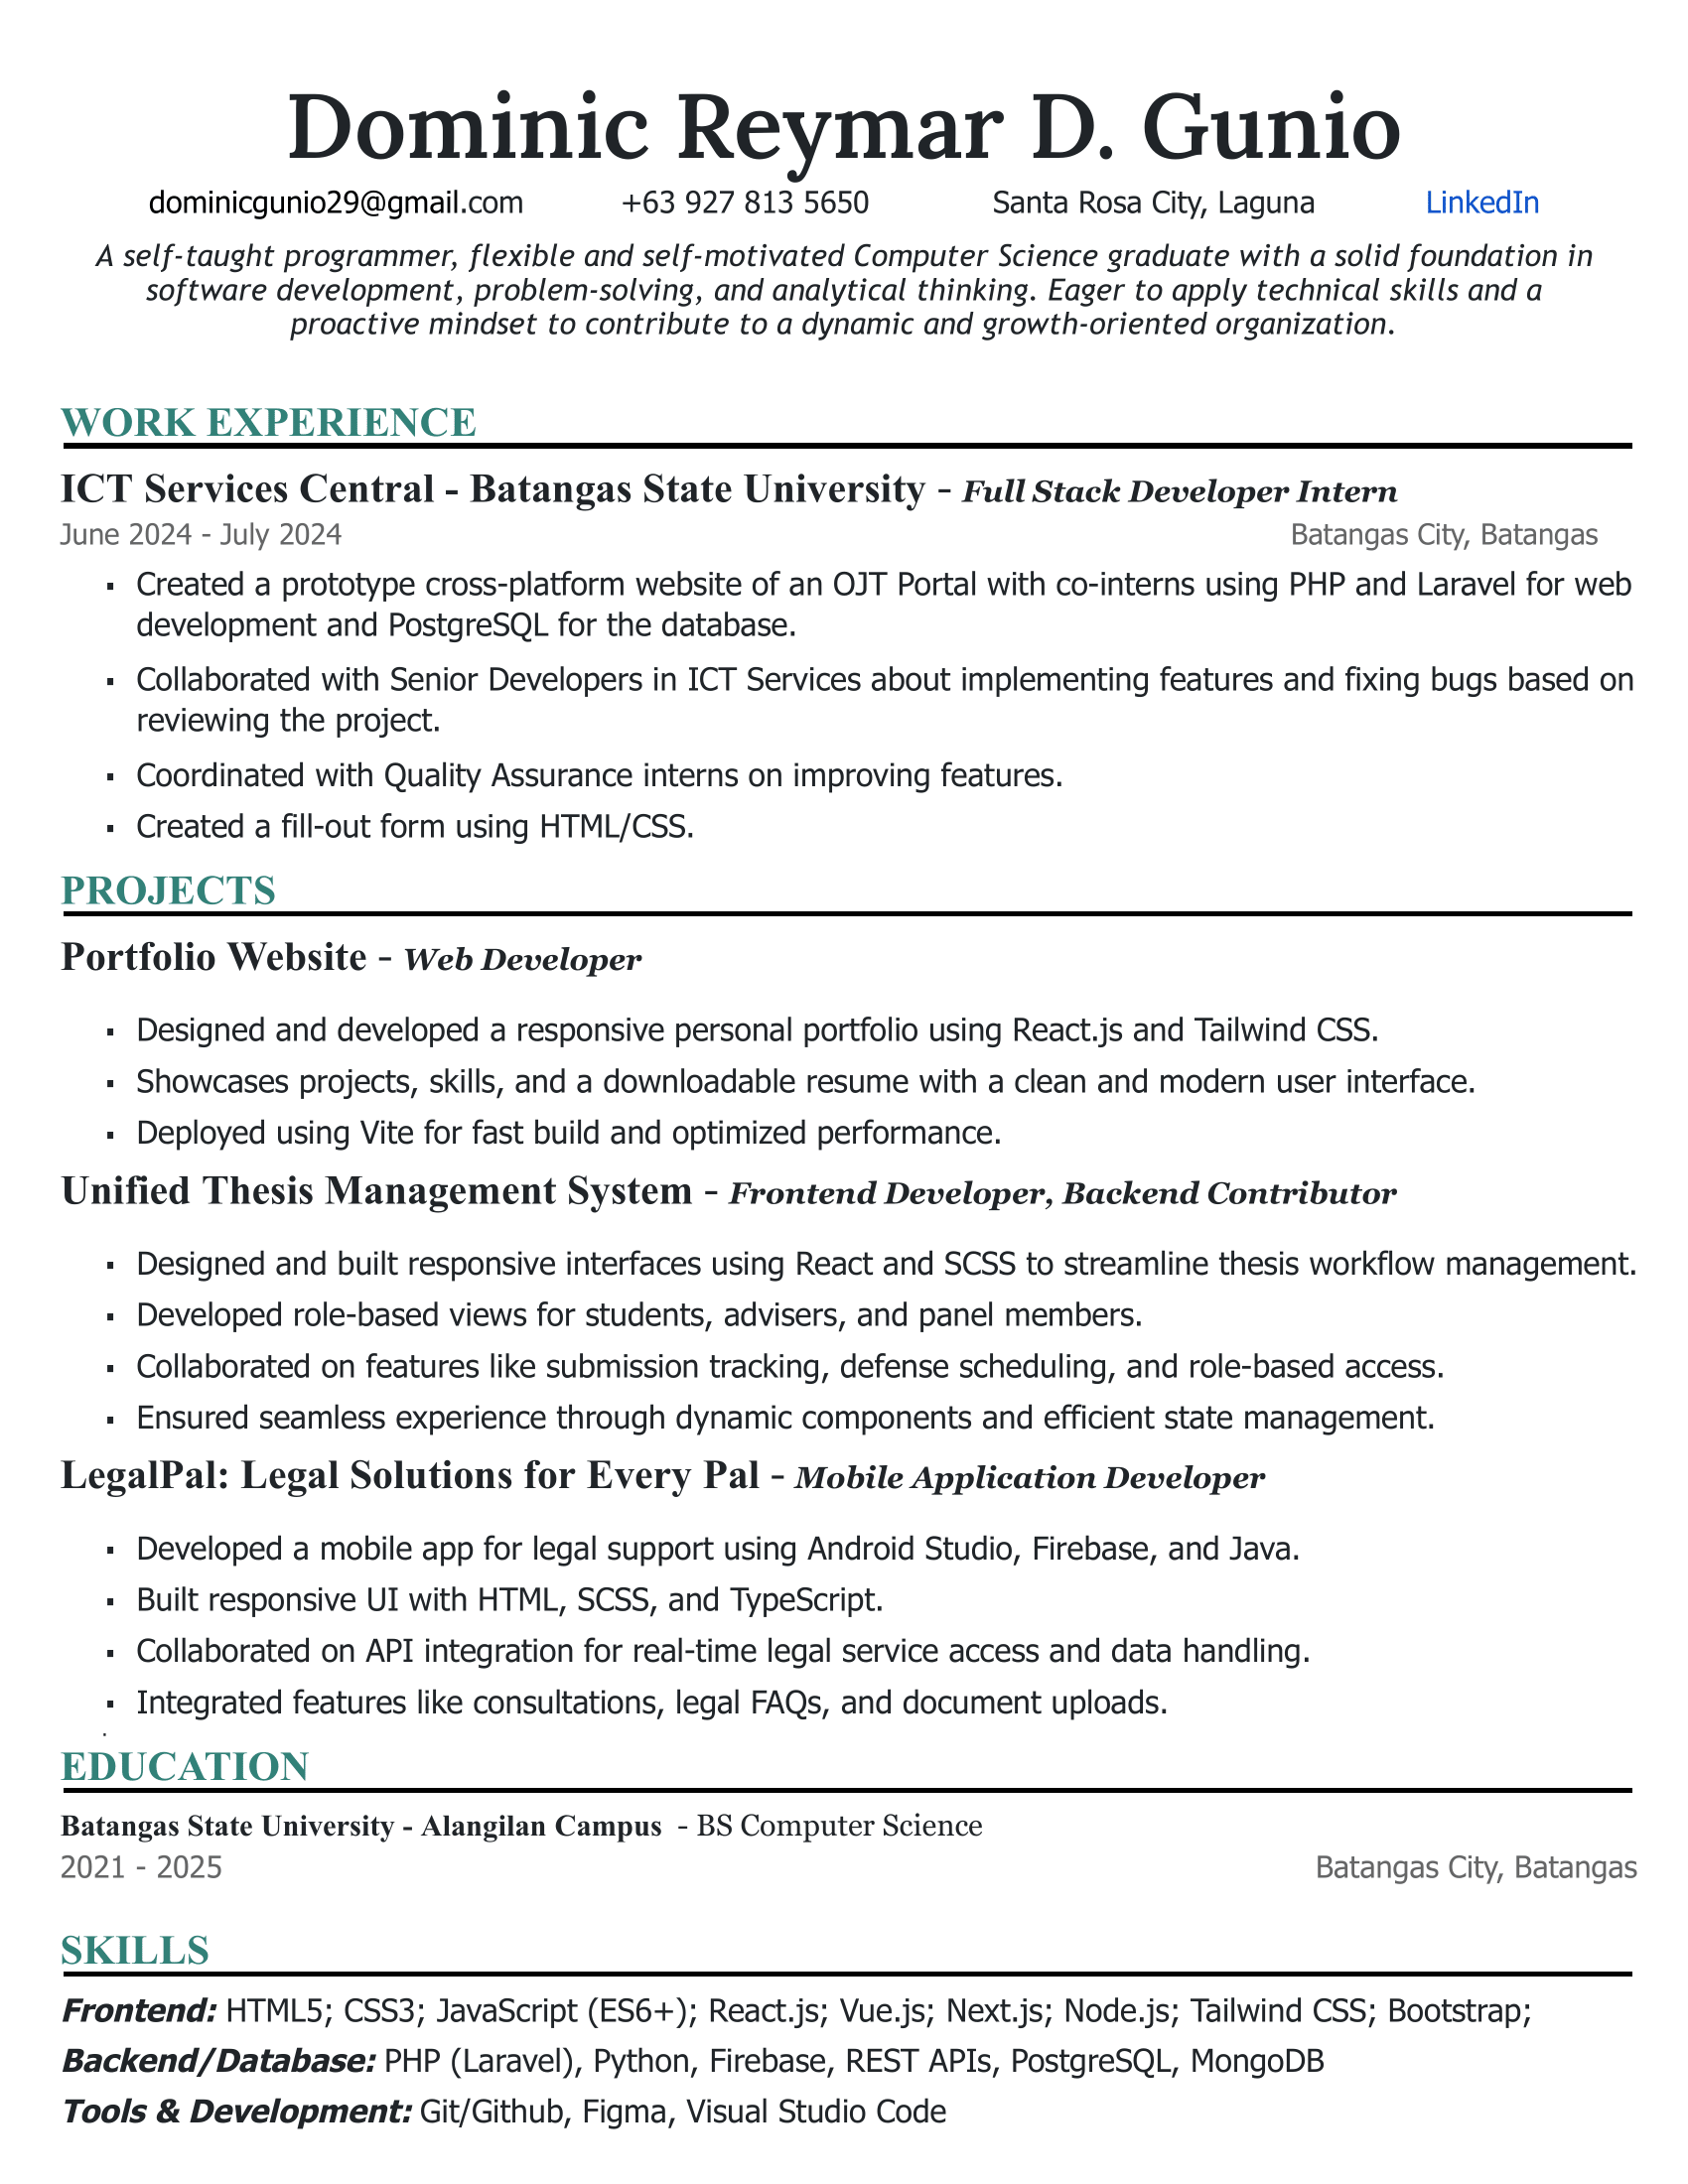 Dominic Reymar D. Gunio
dominicgunio29@gmail.com +63 927 813 5650 Santa Rosa City, Laguna LinkedIn
A self-taught programmer, flexible and self-motivated Computer Science graduate with a solid foundation in
software development, problem-solving, and analytical thinking. Eager to apply technical skills and a
proactive mindset to contribute to a dynamic and growth-oriented organization.
WORK EXPERIENCE
ICT Services Central - Batangas State University - Full Stack Developer Intern
June 2024 - July 2024 Batangas City, Batangas
▪ Created a prototype cross-platform website of an OJT Portal with co-interns using PHP and Laravel for web
development and PostgreSQL for the database.
▪ Collaborated with Senior Developers in ICT Services about implementing features and fixing bugs based on
reviewing the project.
▪ Coordinated with Quality Assurance interns on improving features.
▪ Created a fill-out form using HTML/CSS.
PROJECTS
Portfolio Website - Web Developer
▪ Designed and developed a responsive personal portfolio using React.js and Tailwind CSS.
▪ Showcases projects, skills, and a downloadable resume with a clean and modern user interface.
▪ Deployed using Vite for fast build and optimized performance.
Unified Thesis Management System - Frontend Developer, Backend Contributor
▪ Designed and built responsive interfaces using React and SCSS to streamline thesis workflow management.
▪ Developed role-based views for students, advisers, and panel members.
▪ Collaborated on features like submission tracking, defense scheduling, and role-based access.
▪ Ensured seamless experience through dynamic components and efficient state management.
LegalPal: Legal Solutions for Every Pal - Mobile Application Developer
▪ Developed a mobile app for legal support using Android Studio, Firebase, and Java.
▪ Built responsive UI with HTML, SCSS, and TypeScript.
▪ Collaborated on API integration for real-time legal service access and data handling.
▪ Integrated features like consultations, legal FAQs, and document uploads.
EDUCATION
Batangas State University - Alangilan Campus - BS Computer Science
2021 - 2025 Batangas City, Batangas
SKILLS
Frontend: HTML5; CSS3; JavaScript (ES6+); React.js; Vue.js; Next.js; Node.js; Tailwind CSS; Bootstrap;
Backend/Database: PHP (Laravel), Python, Firebase, REST APIs, PostgreSQL, MongoDB
Tools & Development: Git/Github, Figma, Visual Studio Code